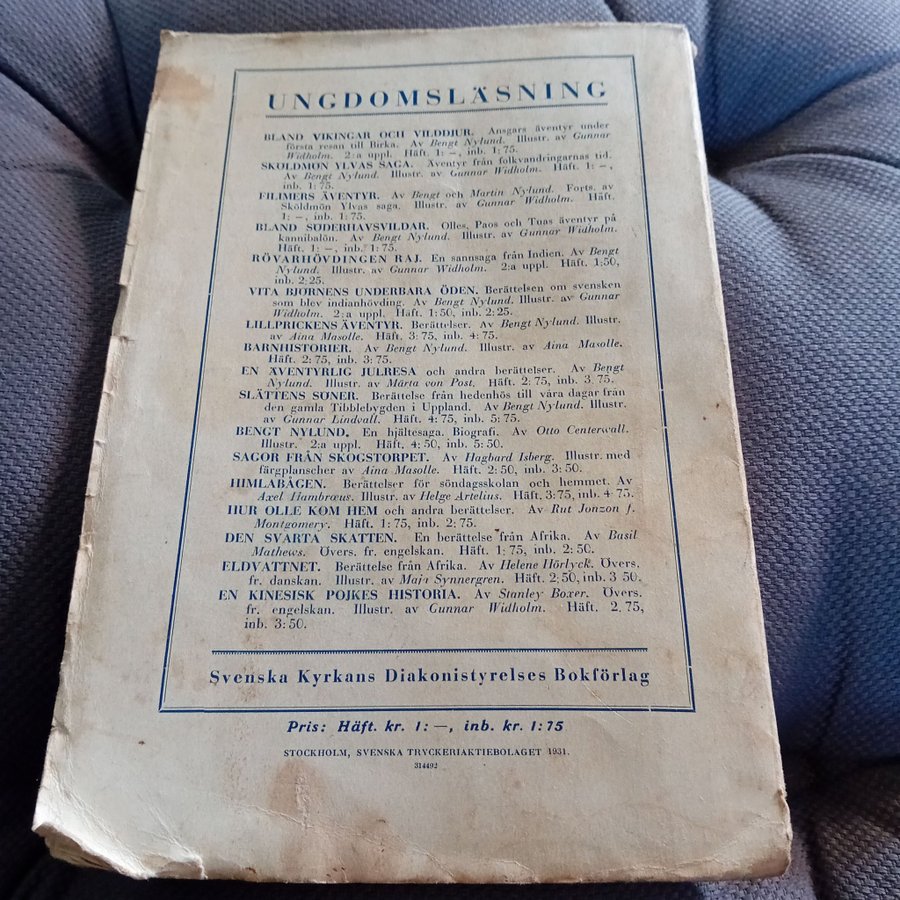 UNGDOMSLÄSNING
BLAND VIKINGAR OCH VILDDJUR. Ansgars äventyr under
första resan till Birka. Av Bengt Nylund. Illustr. av Gunnar
Widholm. 2:a uppl. Häft. 1: —, inb. 1: 75.
SKÖLDMÖN YLVAS SAGA. Äventyr från folkvandringarnas tid.
Av Bengt Nylund. Illustr. av Gunnar Widholm. Häft. 1: —,
inb. 1: 75.
FILIMERS ÄVENTYR. Av Bengt och Martin Nylund. Forts. av
Sköldmön Ylvas saga. Illustr. av Gunnar Widholm. Häft.
1: —, inb. 1: 75.
BLAND SÖDERHAVSVILDAR. Olles, Paos och Tuas äventyr på
kannibalön. Av Bengt Nylund. Illustr. av Gunnar Widholm.
Häft. 1: —, inb. 1: 75.
RÖVARHÖVDINGEN RAJ. En sannsaga från Indien. Av Bengt
Nylund. Illustr. av Gunnar Widholm. 2:a uppl. Häft. 1:50,
inb. 2: 25.
VITA BJÖRNENS UNDERBARA ÖDEN. Berättelsen om svensken
som blev indianhövding. Av Bengt Nylund. Illustr. av Gunnar
Widholm. 2:a uppl. Häft. 1: 50, inb. 2: 25.
LILLPRICKENS ÄVENTYR. Berättelser. Av Bengt Nylund. Illustr.
av Aina Masolle. Häft. 3: 75, inb. 4: 75.
BARNHISTORIER. Av Bengt Nylund. Illustr. av Aina Masolle.
Häft. 2: 75, inb. 3: 75.
EN ÄVENTYRLIG JULRESA och andra berättelser. Av Bengt
Nylund. Illustr. av Märta von Post. Häft. 2: 75, inb. 3. 75.
SLÄTTENS SÖNER. Berättelse från hedenhös till våra dagar från
den gamla Tibblebygden i Uppland. Av Bengt Nylund. Illustr.
av Gunnar Lindvall. Häft. 4: 75, inb. 5: 75.
BENGT NYLUND. En hjältesaga. Biografi. Av Otto Centerwall.
Illustr. 2:a uppl. Häft. 4: 50, inb. 5: 50.
SAGOR FRÅN SKOGSTORPET. Av Hagbard Isberg. Illustr. med
färgplanscher av Aina Masolle. Häft. 2: 50, inb. 3: 50.
HIMLABÅGEN. Berättelser för söndagsskolan och hemmet. Av
Axel Hambræus. Illustr. av Helge Artelius. Häft. 3: 75, inb. 4: 75.
HUR OLLE KOM HEM och andra berättelser. Av Rut Jonzon f.
Montgomery. Häft. 1: 75, inb. 2: 75.
DEN SVARTA SKATTEN. En berättelse från Afrika. Av Basil
Mathews. Övers. fr. engelskan. Häft. 1: 75, inb. 2: 50.
ELDVATTNET. Berättelse från Afrika. Av Helene Hörlyck. Övers.
fr. danskan. Illustr. av Maja Synnergren. Häft. 2: 50, inb. 3 50.
EN KINESISK POJKES HISTORIA. Av Stanley Boxer. Övers.
fr. engelskan. Illustr. av Gunnar Widholm. Häft. 2. 75,
inb. 3: 50.
Svenska Kyrkans Diakonistyrelses Bokförlag
Pris: Häft. kr. 1: —, inb. kr. 1: 75
STOCKHOLM, SVENSKA TRYCKERIAKTIEBOLAGET 1931.
314492